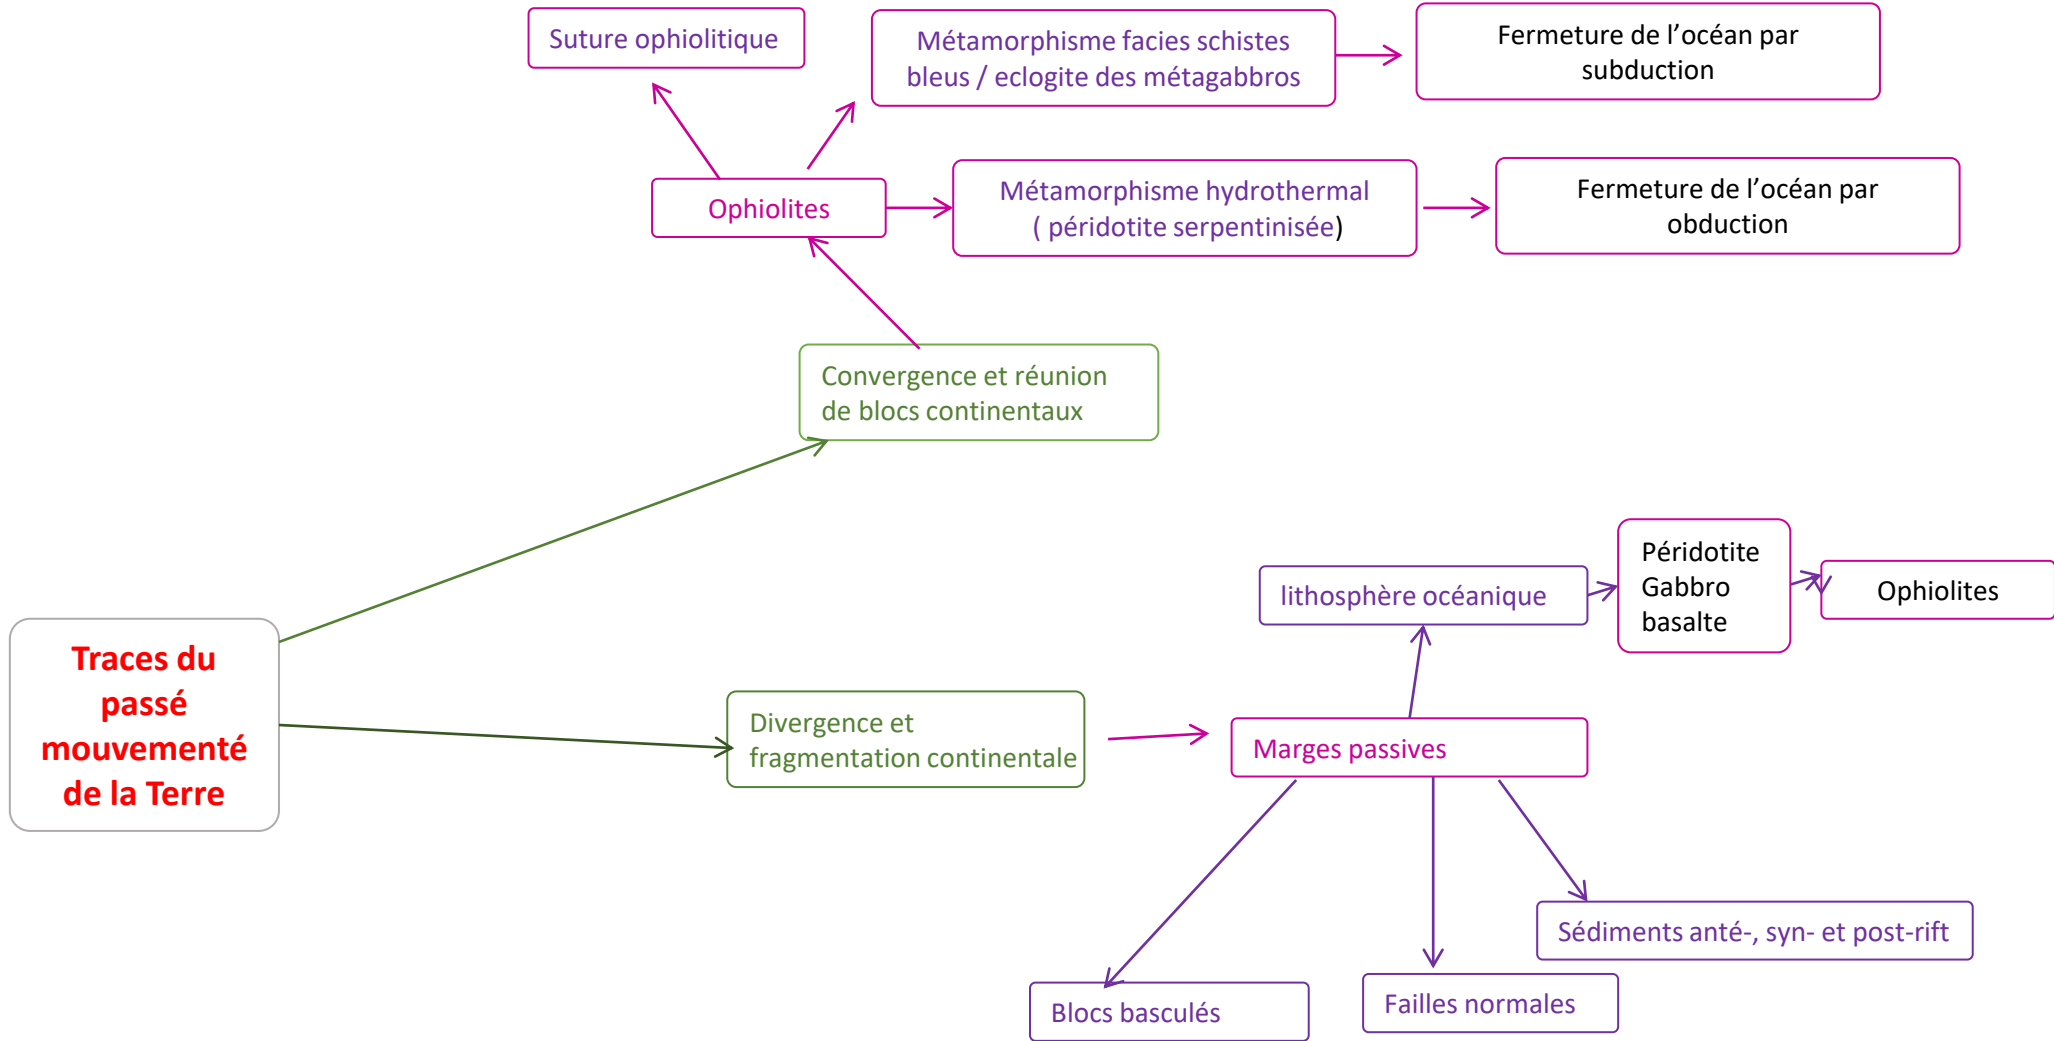 Suture ophiolitique
Métamorphisme facies schistes
bleus / eclogite des métagabbros
Fermeture de l’océan par
subduction
Ophiolites
Métamorphisme hydrothermal
( péridotite serpentinisée)
Fermeture de l’océan par
obduction
Convergence et réunion
de blocs continentaux
Traces du
passé
mouvementé
de la Terre
Divergence et
fragmentation continentale
Marges passives
lithosphère océanique
Péridotite
Gabbro
basalte
Ophiolites
Sédiments anté-, syn- et post-rift
Failles normales
Blocs basculés